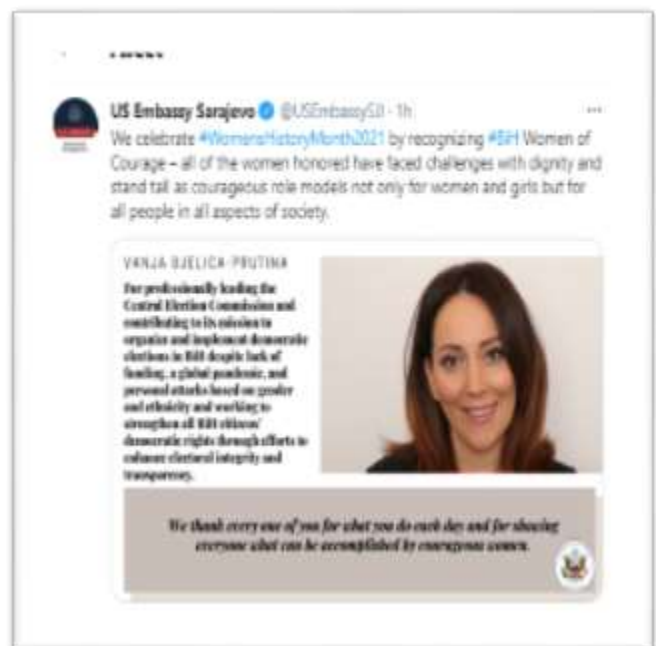 US Embassy Sarajevo @USEmbassySJJ · 1h
We celebrate #WomensHistoryMonth2021 by recognizing #BiH Women of
Courage – all of the women honored have faced challenges with dignity and
stand tall as courageous role models not only for women and girls but for
all people in all aspects of society.
VANJA BJELICA-PRUTINA
For professionally leading the
Central Election Commission and
contributing to its mission to
organize and implement democratic
elections in BiH despite lack of
funding, a global pandemic, and
personal attacks based on gender
and ethnicity and working to
strengthen all BiH citizens'
democratic rights through efforts to
enhance electoral integrity and
transparency.
We thank every one of you for what you do each day and for showing
everyone what can be accomplished by courageous women.